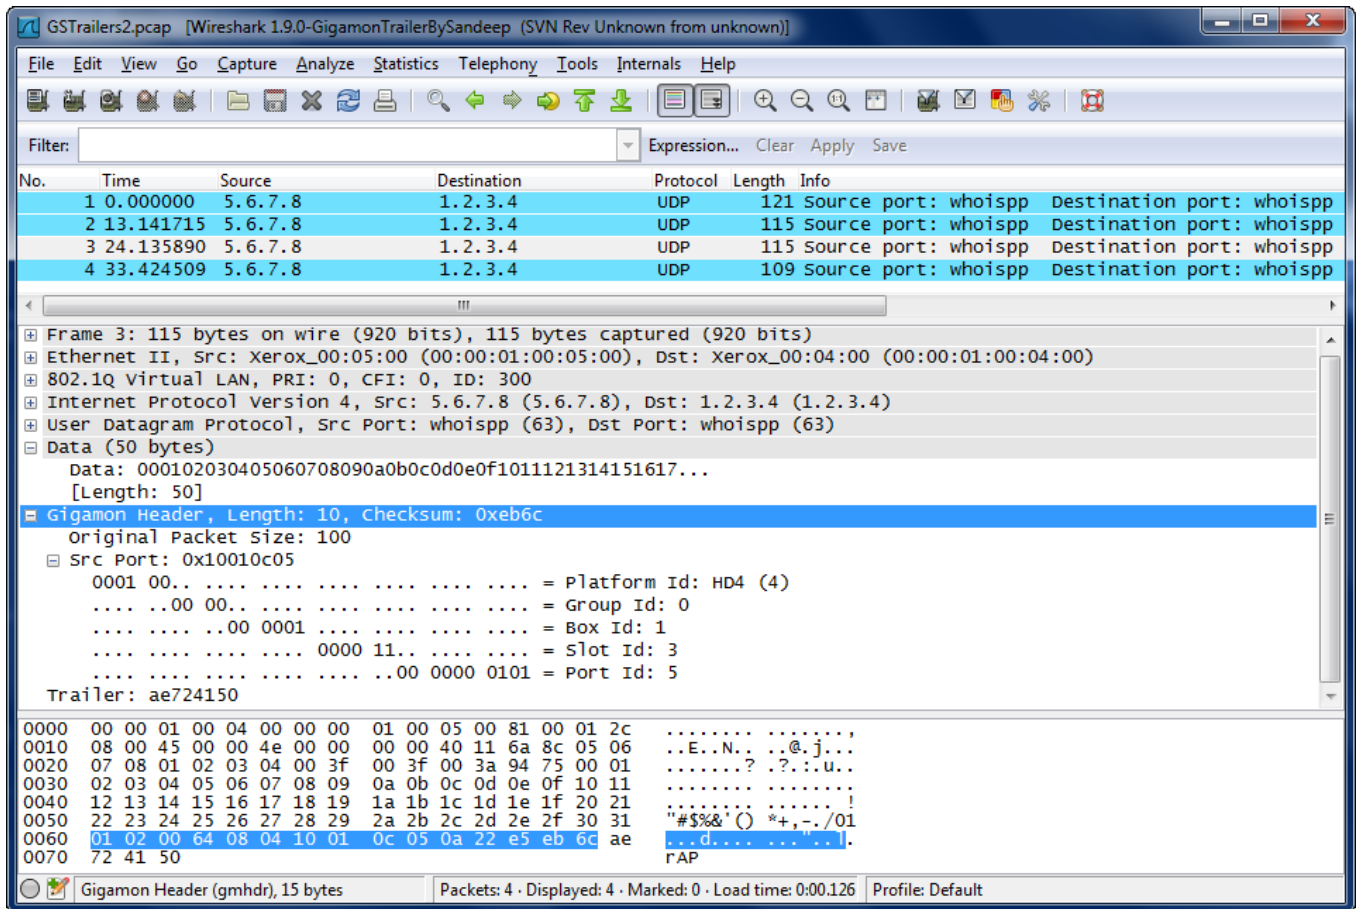 GSTrailers2.pcap [Wireshark 1.9.0-GigamonTrailerBySandeep (SVN Rev Unknown from unknown)]
File Edit View Go Capture Analyze Statistics Telephony Tools Internals Help
Filter: Expression... Clear Apply Save
No. Time Source Destination Protocol Length Info
1 0.000000 5.6.7.8 1.2.3.4 UDP 121 Source port: whoispp Destination port: whoispp
2 13.141715 5.6.7.8 1.2.3.4 UDP 115 Source port: whoispp Destination port: whoispp
3 24.135890 5.6.7.8 1.2.3.4 UDP 115 Source port: whoispp Destination port: whoispp
4 33.424509 5.6.7.8 1.2.3.4 UDP 109 Source port: whoispp Destination port: whoispp
Frame 3: 115 bytes on wire (920 bits), 115 bytes captured (920 bits)
Ethernet II, Src: Xerox_00:05:00 (00:00:01:00:05:00), Dst: Xerox_00:04:00 (00:00:01:00:04:00)
802.1Q Virtual LAN, PRI: 0, CFI: 0, ID: 300
Internet Protocol Version 4, Src: 5.6.7.8 (5.6.7.8), Dst: 1.2.3.4 (1.2.3.4)
User Datagram Protocol, Src Port: whoispp (63), Dst Port: whoispp (63)
Data (50 bytes)
Data: 000102030405060708090a0b0c0d0e0f1011121314151617...
[Length: 50]
Gigamon Header, Length: 10, Checksum: 0xeb6c
Original Packet Size: 100
Src Port: 0x10010c05
0001 00.. .... .... .... .... .... .... = Platform Id: HD4 (4)
.... ..00 00.. .... .... .... .... .... = Group Id: 0
.... .... ..00 0001 .... .... .... .... = Box Id: 1
.... .... .... .... 0000 11.. .... .... = Slot Id: 3
.... .... .... .... .... ..00 0000 0101 = Port Id: 5
Trailer: ae724150
0000 00 00 01 00 04 00 00 00 01 00 05 00 81 00 01 2c ........ .......,
0010 08 00 45 00 00 4e 00 00 00 00 40 11 6a 8c 05 06 ..E..N.. ..@.j...
0020 07 08 01 02 03 04 00 3f 00 3f 00 3a 94 75 00 01 .......? .?.:.u..
0030 02 03 04 05 06 07 08 09 0a 0b 0c 0d 0e 0f 10 11 ........ ........
0040 12 13 14 15 16 17 18 19 1a 1b 1c 1d 1e 1f 20 21 ........ ...... !
0050 22 23 24 25 26 27 28 29 2a 2b 2c 2d 2e 2f 30 31 "#$%&'() *+,-./01
0060 01 02 00 64 08 04 10 01 0c 05 0a 22 e5 eb 6c ae ...d.... ..."..l.
0070 72 41 50 rAP
Gigamon Header (gmhdr), 15 bytes Packets: 4 · Displayed: 4 · Marked: 0 · Load time: 0:00.126 Profile: Default